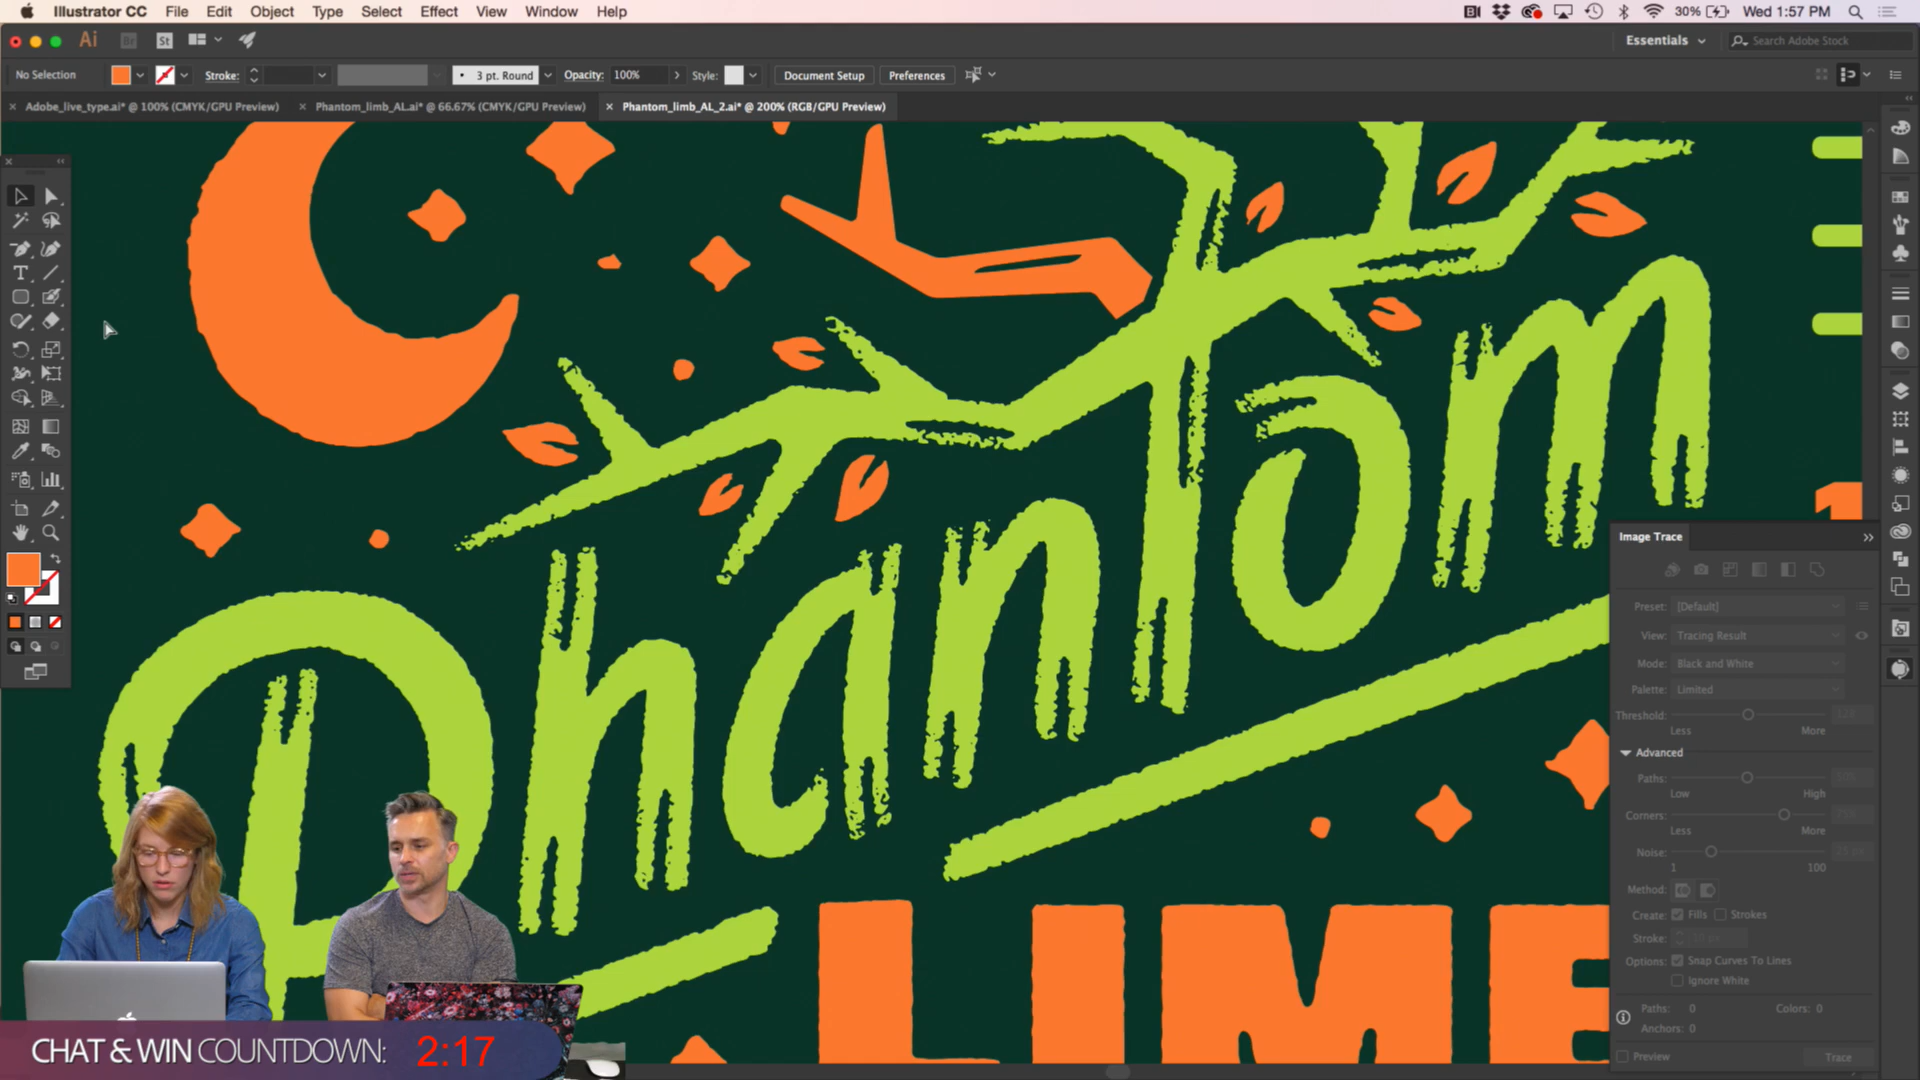 Illustrator CC File Edit Object Type Select Effect View Window Help 30% Wed 1:57 PM
Ai Br St Essentials Search Adobe Stock
No Selection Stroke: 3 pt. Round Opacity: 100% Style: Document Setup Preferences
Adobe_live_type.ai* @ 100% (CMYK/GPU Preview) Phantom_limb_AL.ai* @ 66.67% (CMYK/GPU Preview) Phantom_limb_AL_2.ai* @ 200% (RGB/GPU Preview)
Phantom
LIME
Image Trace
Preset: [Default]
View: Tracing Result
Mode: Black and White
Palette: Limited
Threshold:
Less More
Advanced
Paths:
Low High
Corners:
Less More
Noise:
1 100
Method:
Create: Fills Strokes
Stroke:
Options: Snap Curves To Lines
Ignore White
Paths: 0 Colors: 0
Anchors: 0
Preview Trace
CHAT & WIN COUNTDOWN: 2:17